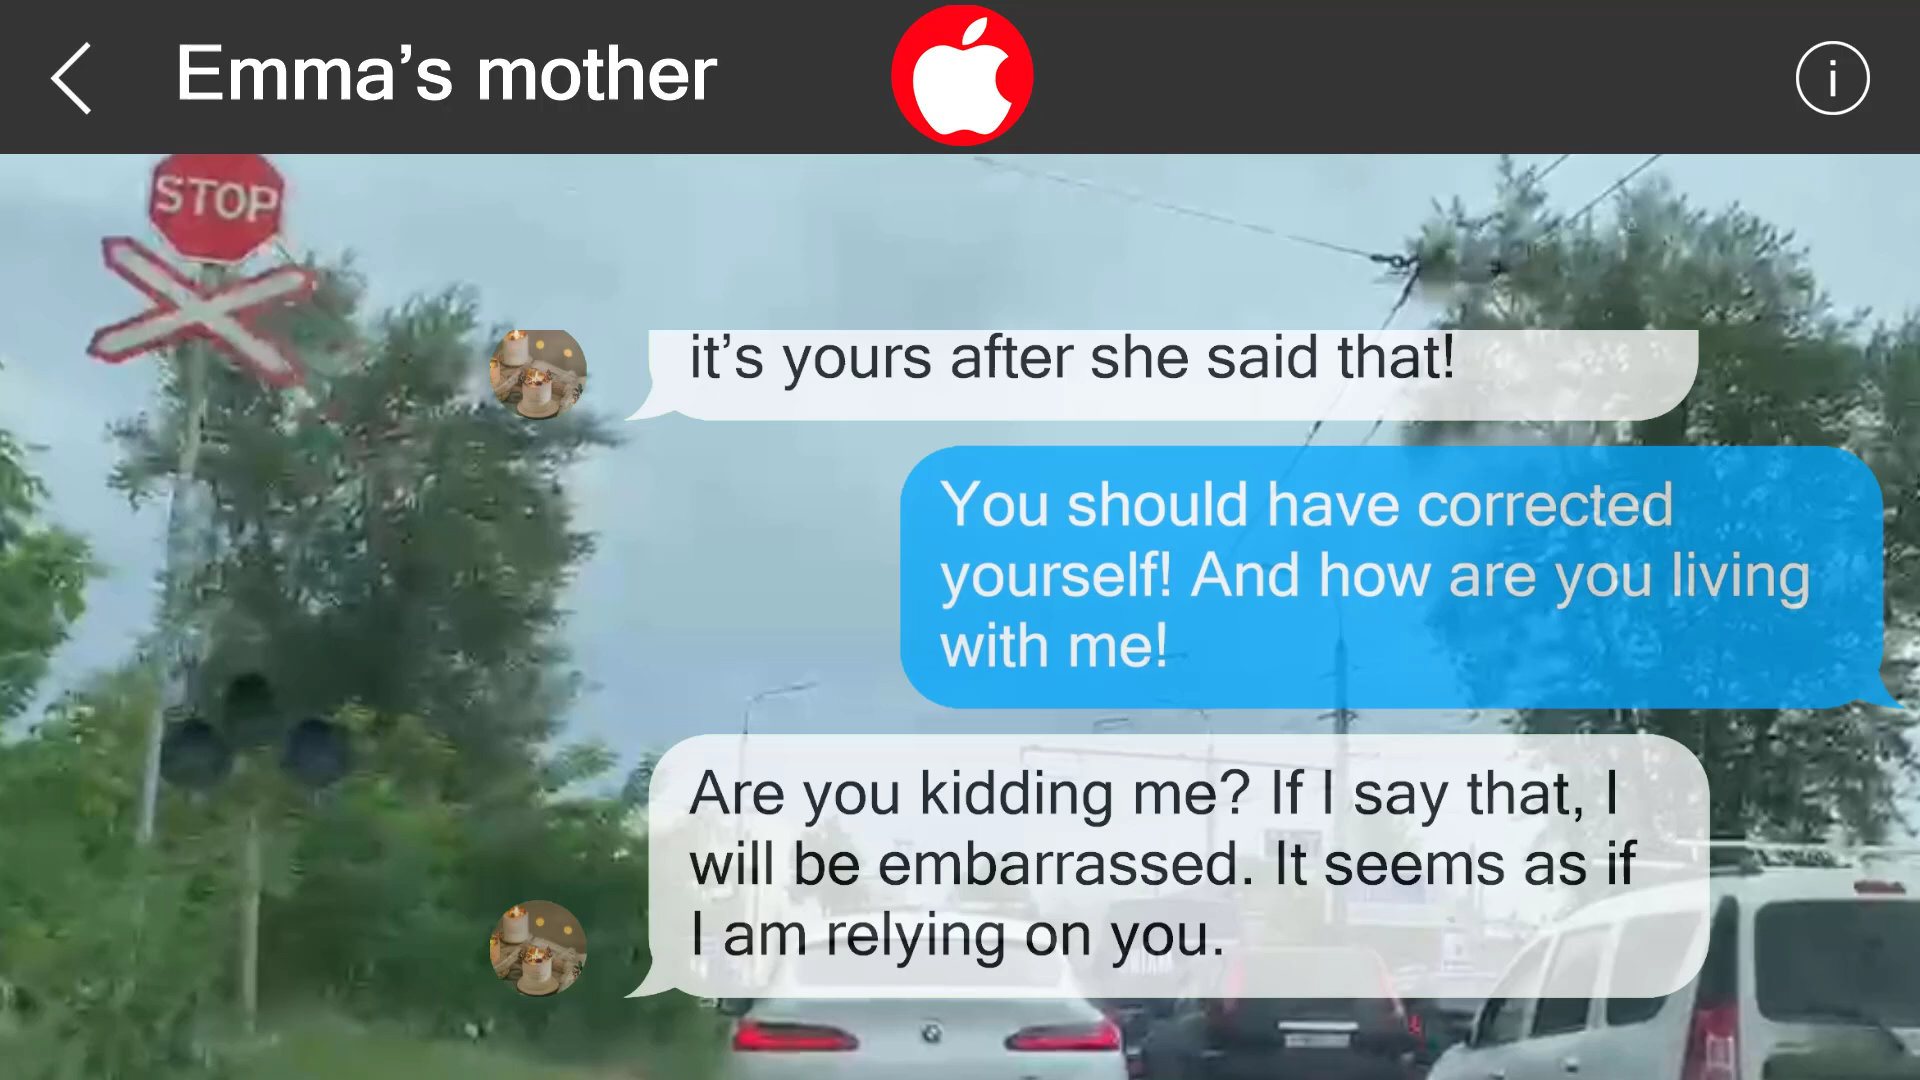 Emma’s mother
i
STOP
it’s yours after she said that!
You should have corrected
yourself! And how are you living
with me!
Are you kidding me? If I say that, I
will be embarrassed. It seems as if
I am relying on you.